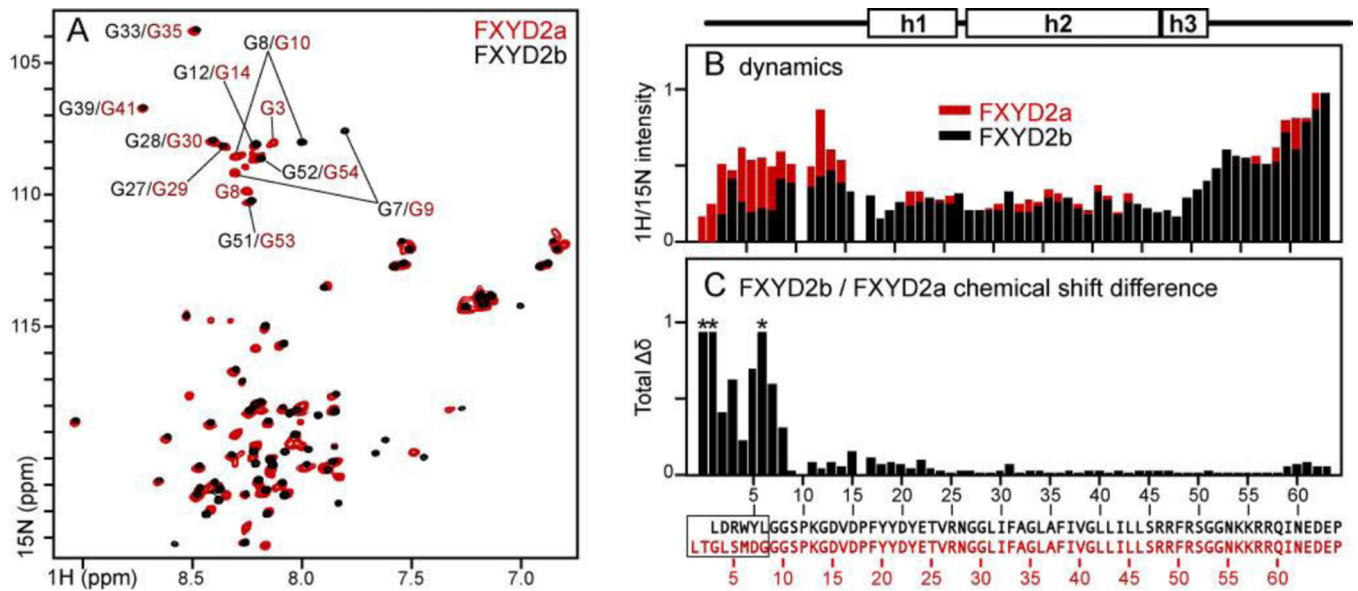 A
FXYD2a
FXYD2b
G33/G35
G8/G10
G12/G14
G3
G39/G41
G28/G30
G52/G54
G27/G29
G8
G7/G9
G51/G53
105
110
115
15N (ppm)
1H (ppm)
8.5
8.0
7.5
7.0
h1
h2
h3
B dynamics
FXYD2a
FXYD2b
1
0
1H/15N intensity
C FXYD2b / FXYD2a chemical shift difference
* * *
1
0
Total Δδ
5 10 15 20 25 30 35 40 45 50 55 60
LDRWYLGGSPKGDVDPFYYDYETVRNGGLIFAGLAFIVGLLILLSRRFRSGGNKKRRQINEDEP
LTGLSMDGGGSPKGDVDPFYYDYETVRNGGLIFAGLAFIVGLLILLSRRFRSGGNKKRRQINEDEP
5 10 15 20 25 30 35 40 45 50 55 60